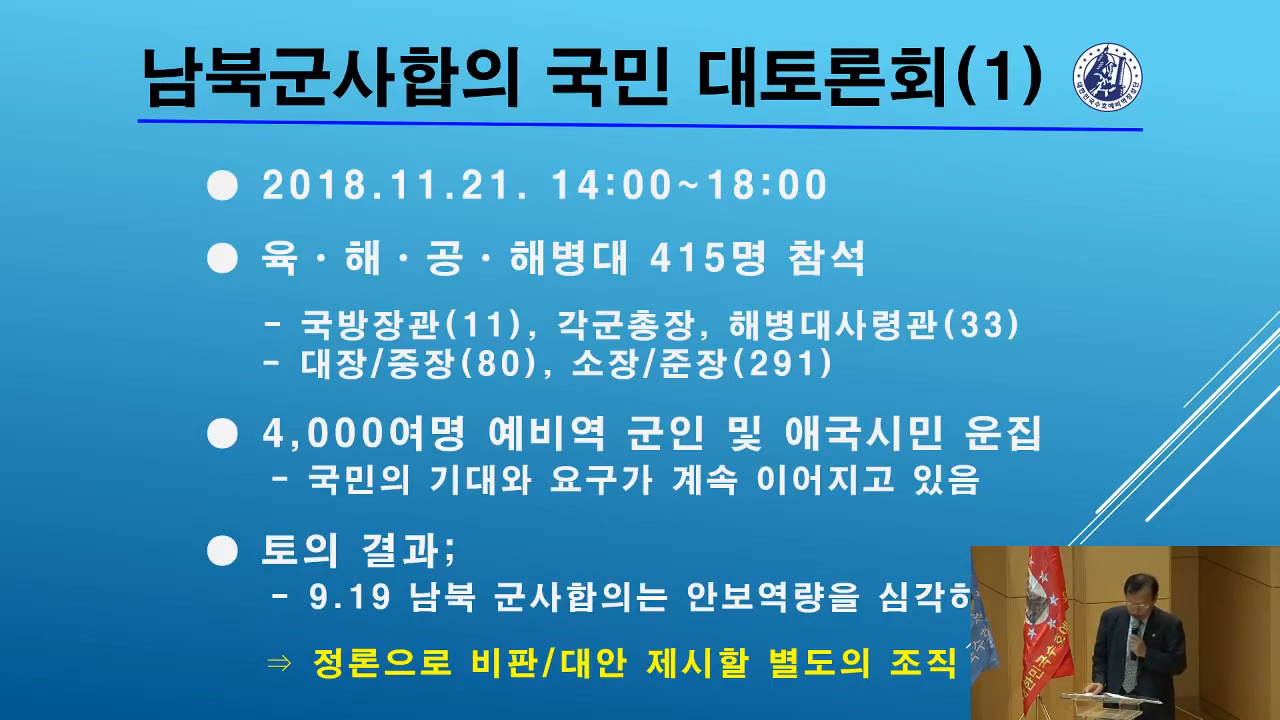 남북군사합의 국민 대토론회(1)
● 2018.11.21. 14:00~18:00
● 육·해·공·해병대 415명 참석
- 국방장관(11), 각군총장, 해병대사령관(33)
- 대장/중장(80), 소장/준장(291)
● 4,000여명 예비역 군인 및 애국시민 운집
- 국민의 기대와 요구가 계속 이어지고 있음
● 토의 결과;
- 9.19 남북 군사합의는 안보역량을 심각히
⇒ 정론으로 비판/대안 제시할 별도의 조직